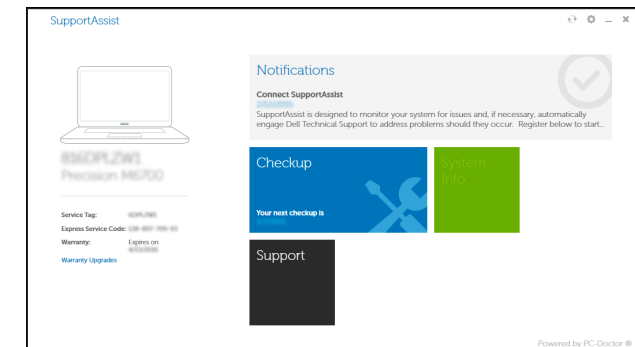 SupportAssist
Notifications
Connect SupportAssist
SupportAssist is designed to monitor your system for issues and, if necessary, automatically
engage Dell Technical Support to address problems should they occur. Register below to start...
DELL
Precision M6700
Checkup
System
Info
Your next checkup is
Service Tag:
Express Service Code:
Warranty: Expires on
Warranty Upgrades
Support
Powered by PC-Doctor ®